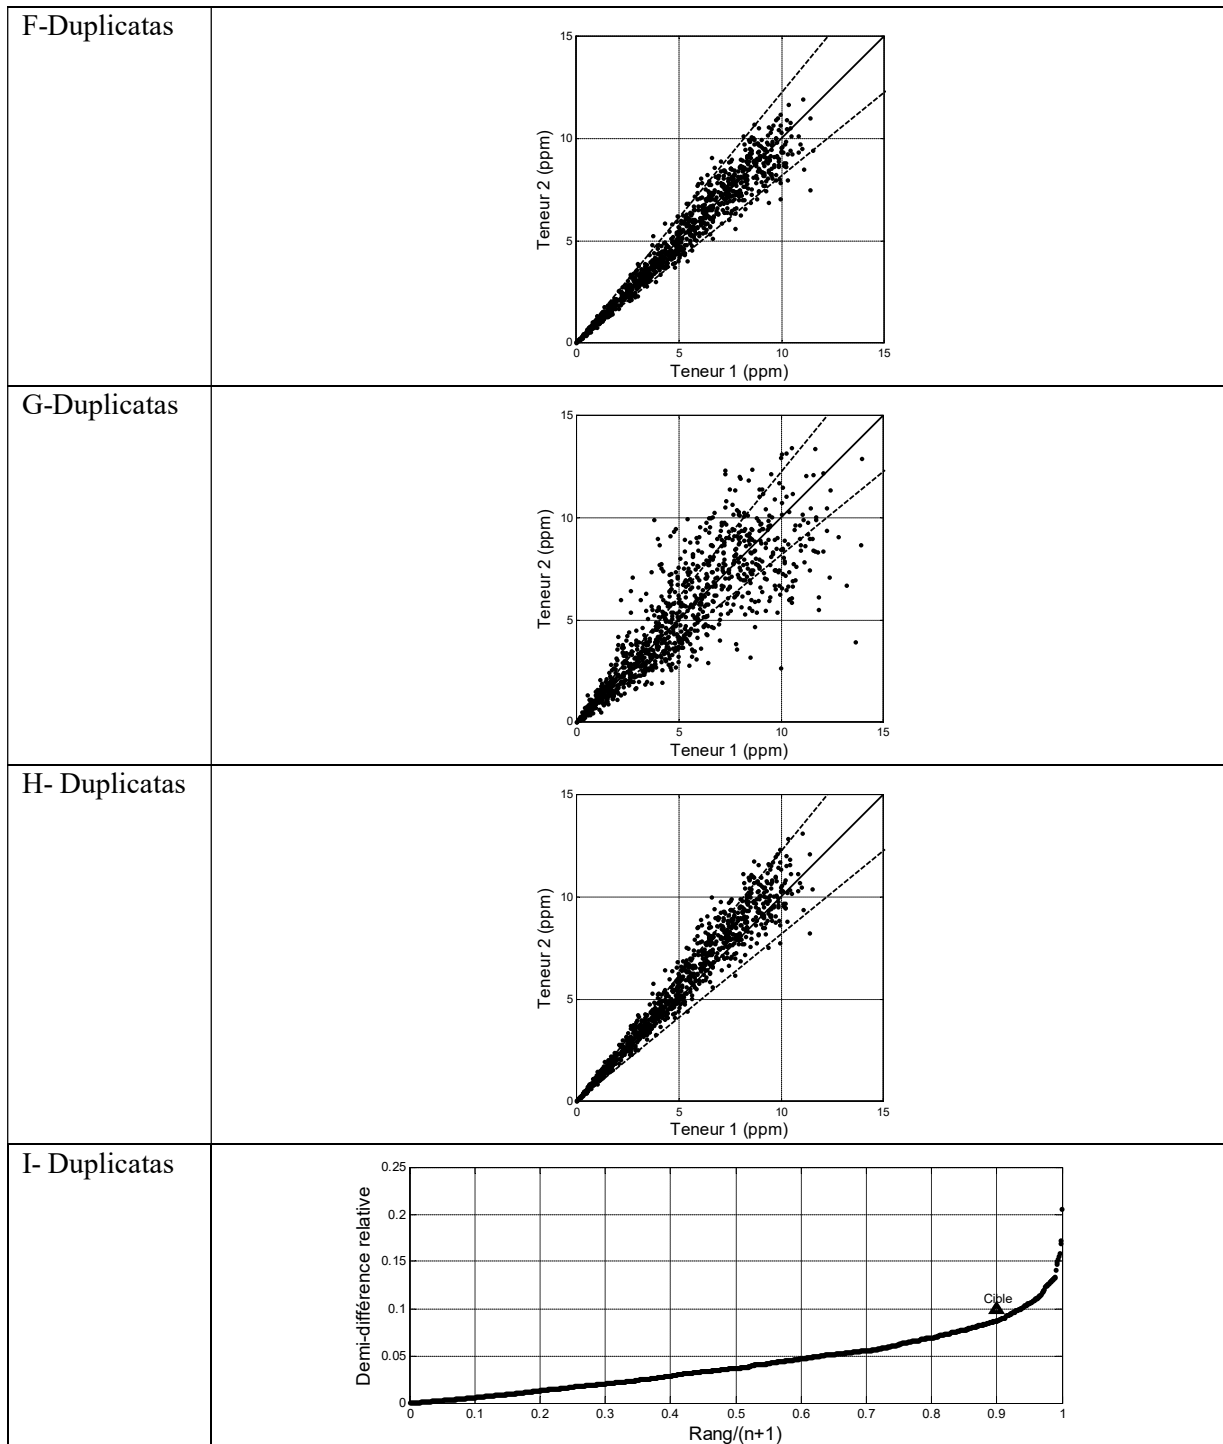 F-Duplicatas
15
10
5
0
Teneur 2 (ppm)
0 5 10 15
Teneur 1 (ppm)
G-Duplicatas
15
10
5
0
Teneur 2 (ppm)
0 5 10 15
Teneur 1 (ppm)
H- Duplicatas
15
10
5
0
Teneur 2 (ppm)
0 5 10 15
Teneur 1 (ppm)
I- Duplicatas
0.25
0.2
0.15
0.1
0.05
0
Demi-différence relative
Cible
0 0.1 0.2 0.3 0.4 0.5 0.6 0.7 0.8 0.9 1
Rang/(n+1)